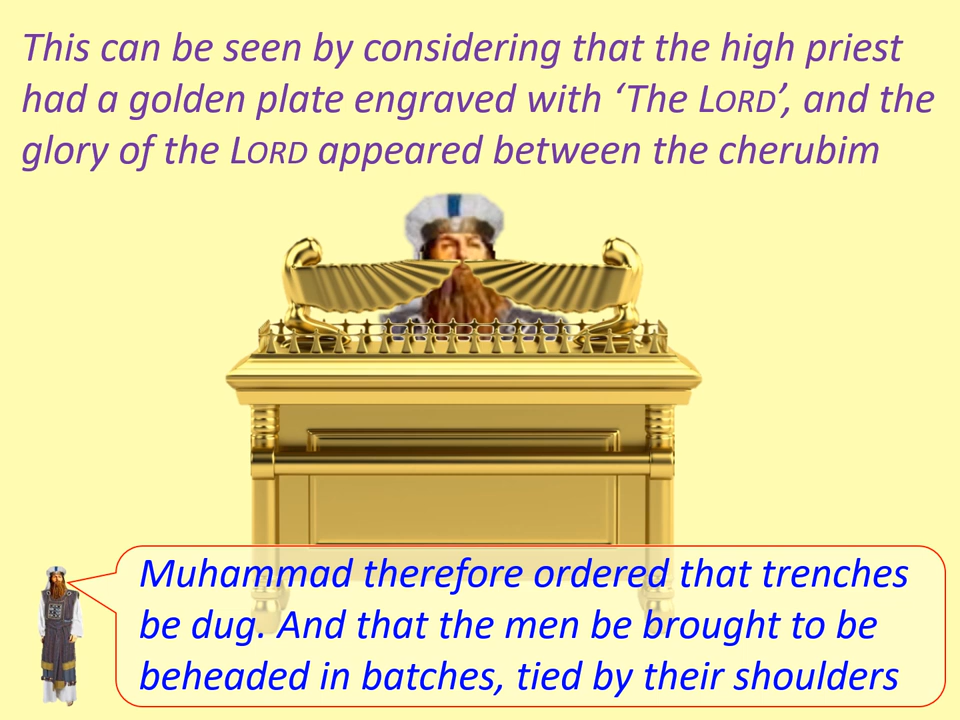 This can be seen by considering that the high priest
had a golden plate engraved with ‘The LORD’, and the
glory of the LORD appeared between the cherubim
Muhammad therefore ordered that trenches
be dug. And that the men be brought to be
beheaded in batches, tied by their shoulders